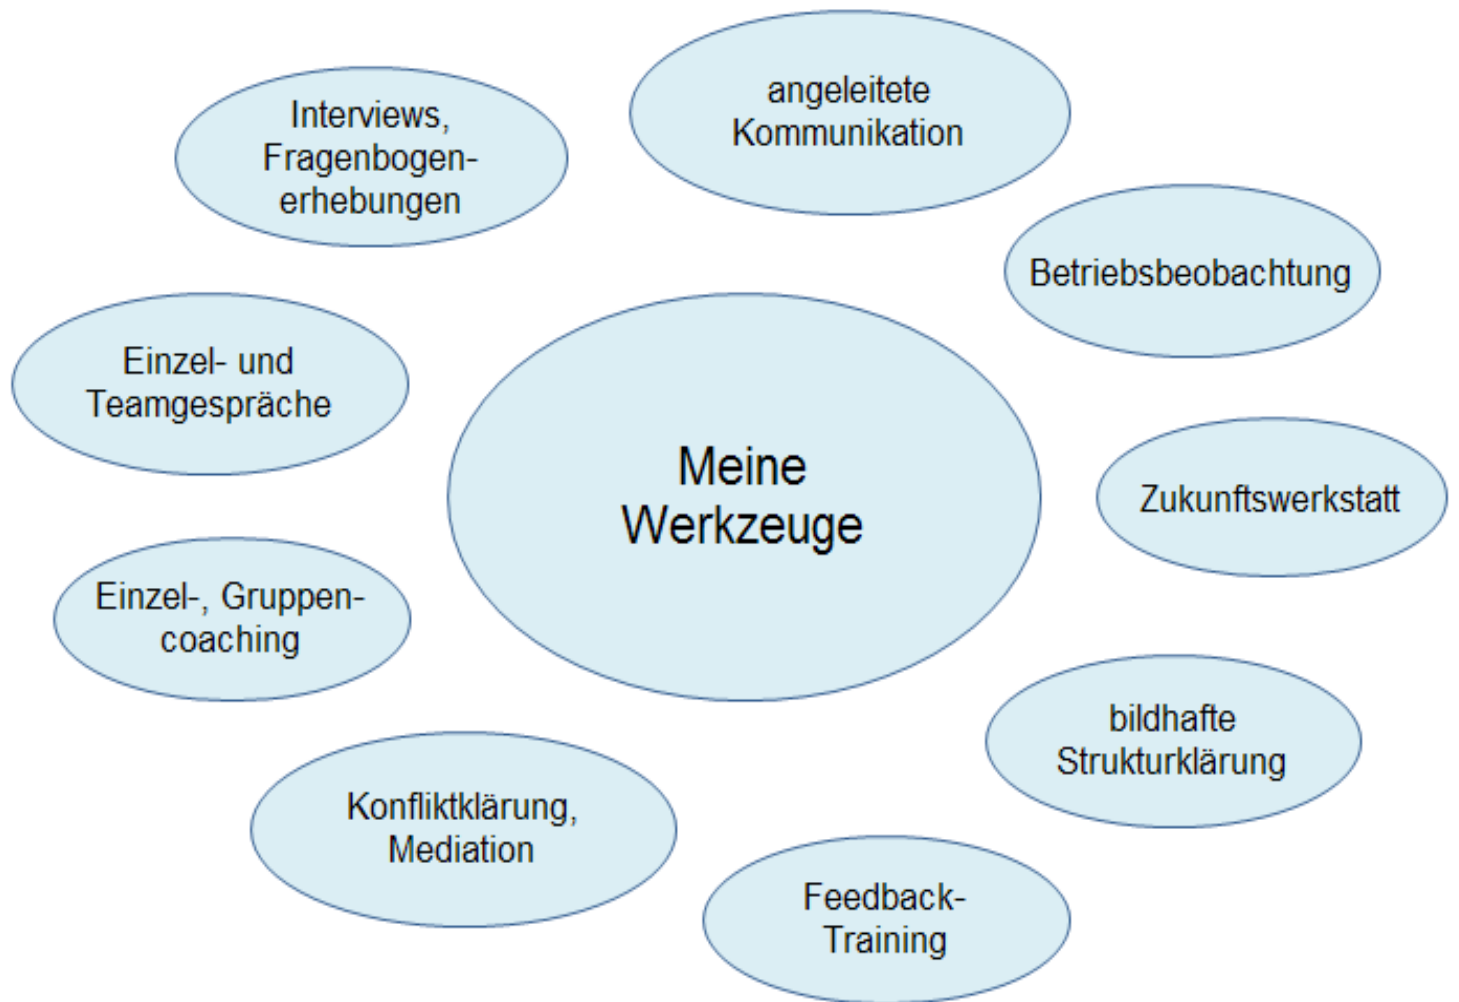 angeleitete
Kommunikation
Interviews,
Fragenbogen-
erhebungen
Betriebsbeobachtung
Einzel- und
Teamgespräche
Meine
Werkzeuge
Zukunftswerkstatt
Einzel-, Gruppen-
coaching
bildhafte
Strukturklärung
Konfliktklärung,
Mediation
Feedback-
Training